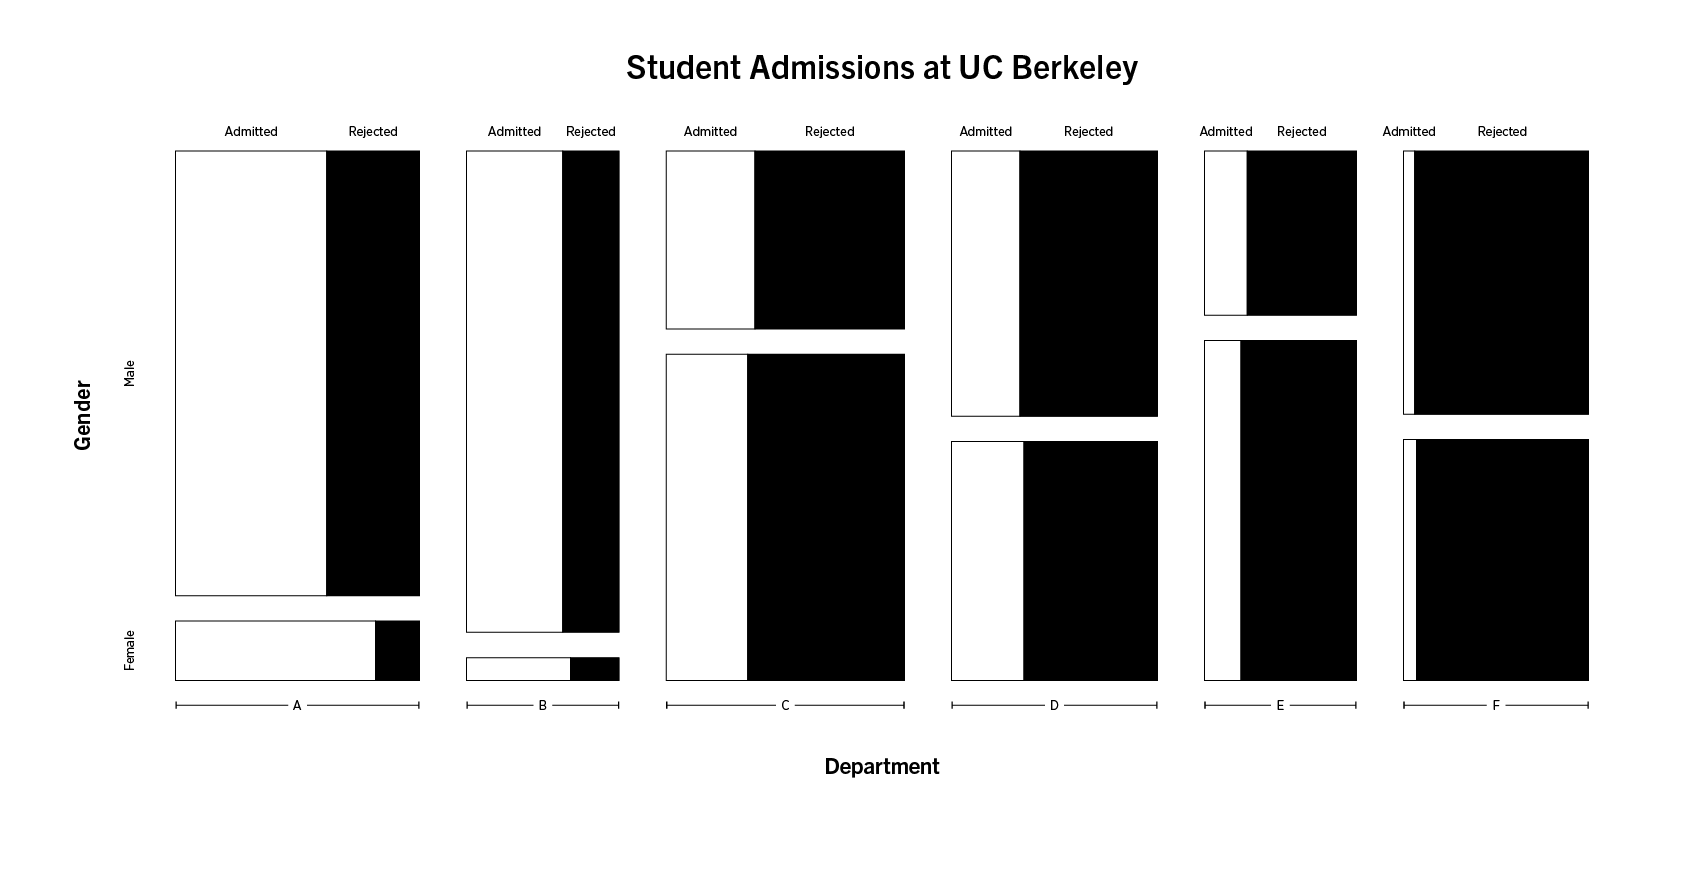 Student Admissions at UC Berkeley
Admitted Rejected Admitted Rejected Admitted Rejected Admitted Rejected Admitted Rejected Admitted Rejected
Gender
Male
Female
A B C D E F
Department